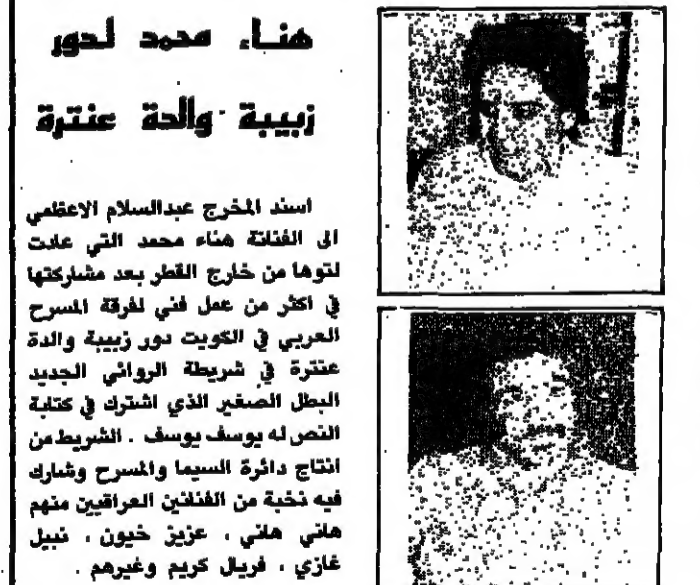 هناء محمد لدور
زبيبة والدة عنترة
اسند المخرج عبدالسلام الاعظمي
الى الفنانة هناء محمد التي عادت
لتوها من خارج القطر بعد مشاركتها
في اكثر من عمل فني لفرقة المسرح
العربي في الكويت دور زبيبة والدة
عنترة في شريطة الروائي الجديد
البطل الصغير الذي اشترك في كتابة
النص له يوسف يوسف . الشريط من
انتاج دائرة السيما والمسرح وشارك
فيه نخبة من الفنانين العراقيين منهم
هاني هاني ، عزيز خيون ، نبيل
غازي ، فريال كريم وغيرهم .